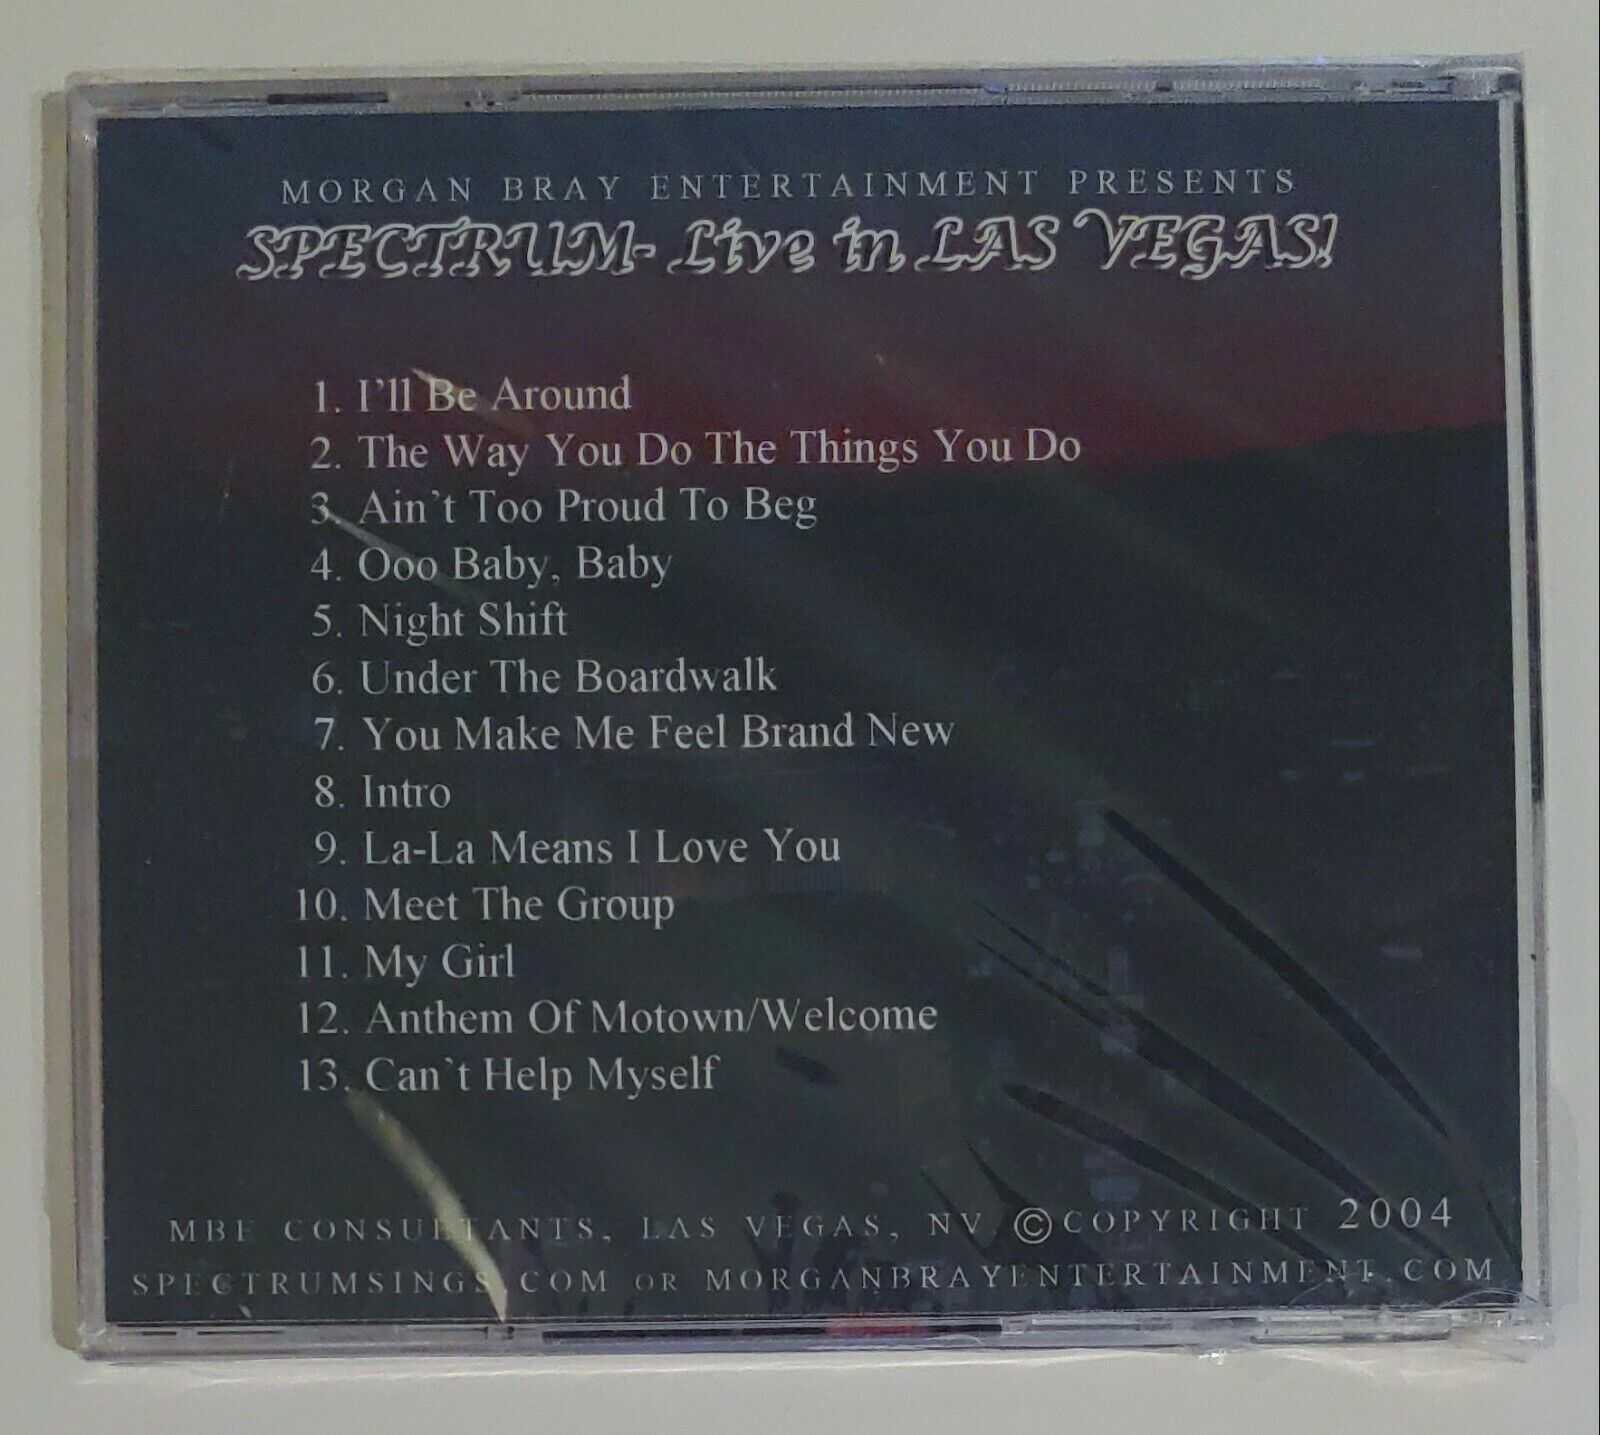 MORGAN BRAY ENTERTAINMENT PRESENTS
SPECTRUM- Live in LAS VEGAS!
1. I'll Be Around
2. The Way You Do The Things You Do
3. Ain't Too Proud To Beg
4. Ooo Baby, Baby
5. Night Shift
6. Under The Boardwalk
7. You Make Me Feel Brand New
8. Intro
9. La-La Means I Love You
10. Meet The Group
11. My Girl
12. Anthem Of Motown/Welcome
13. Can't Help Myself
MBE CONSULTANTS, LAS VEGAS, NV ©COPYRIGHT 2004
SPECTRUMSINGS.COM OR MORGANBRAYENTERTAINMENT.COM